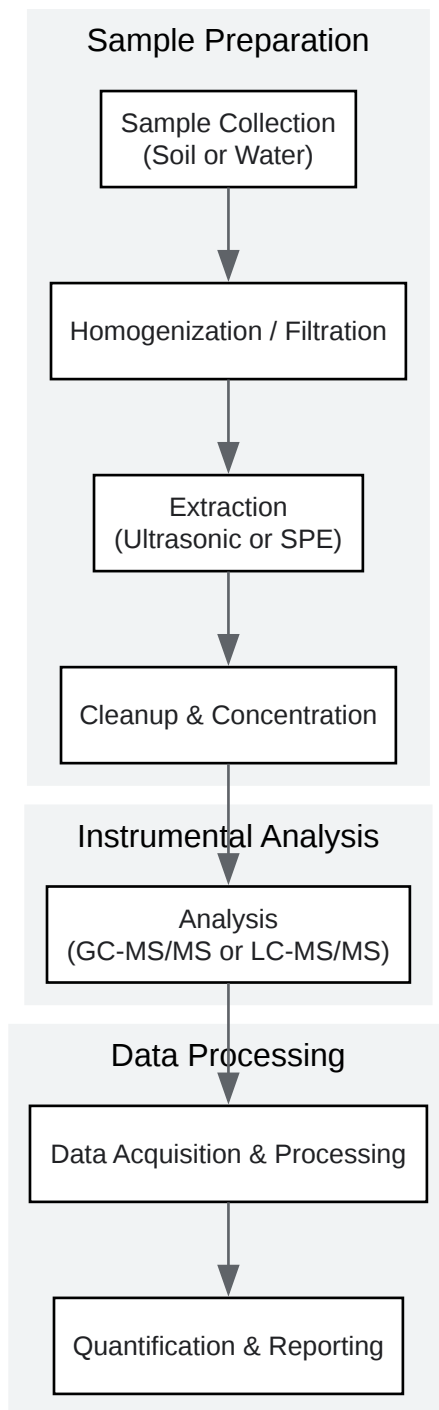 Sample Preparation
Sample Collection
(Soil or Water)
Homogenization / Filtration
Extraction
(Ultrasonic or SPE)
Cleanup & Concentration
Instrumental Analysis
Analysis
(GC-MS/MS or LC-MS/MS)
Data Processing
Data Acquisition & Processing
Quantification & Reporting